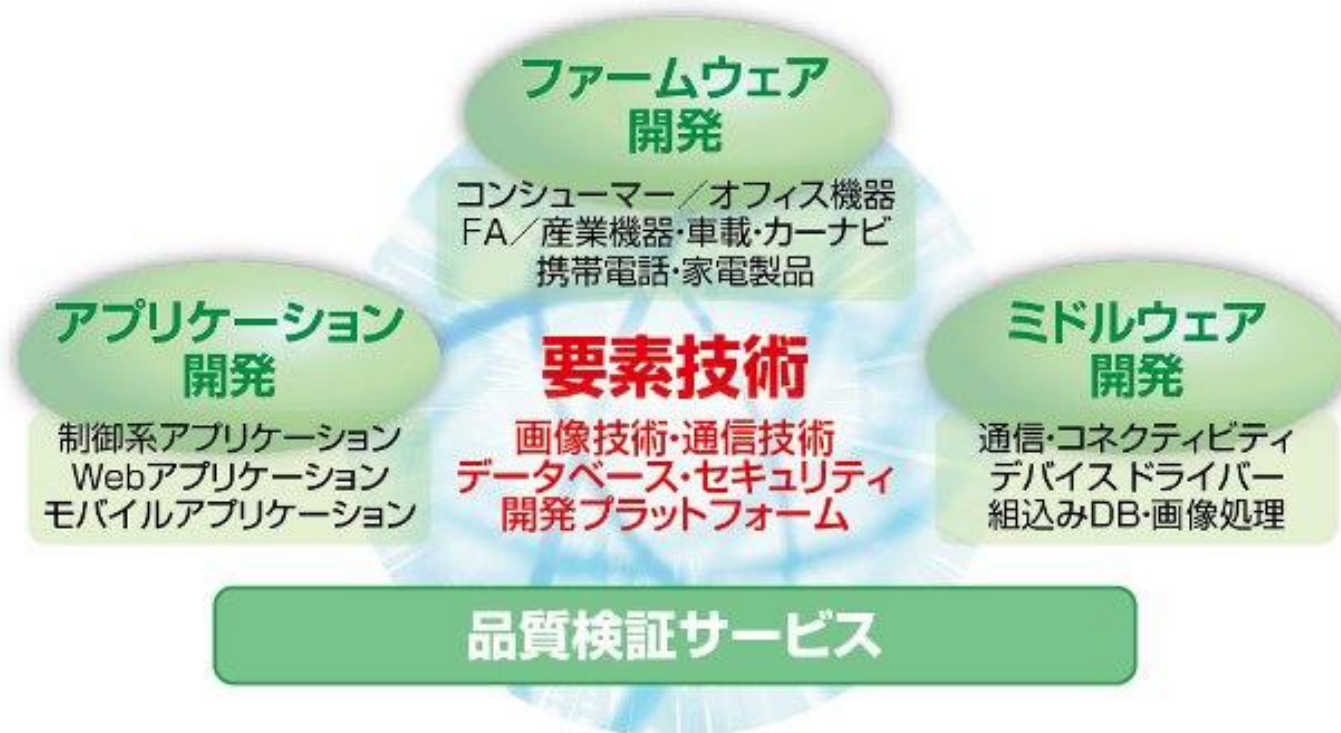 ファームウェア
開発
コンシューマー／オフィス機器
FA／産業機器・車載・カーナビ
携帯電話・家電製品
アプリケーション
開発
制御系アプリケーション
Webアプリケーション
モバイルアプリケーション
要素技術
画像技術・通信技術
データベース・セキュリティ
開発プラットフォーム
ミドルウェア
開発
通信・コネクティビティ
デバイスドライバー
組込みDB・画像処理
品質検証サービス